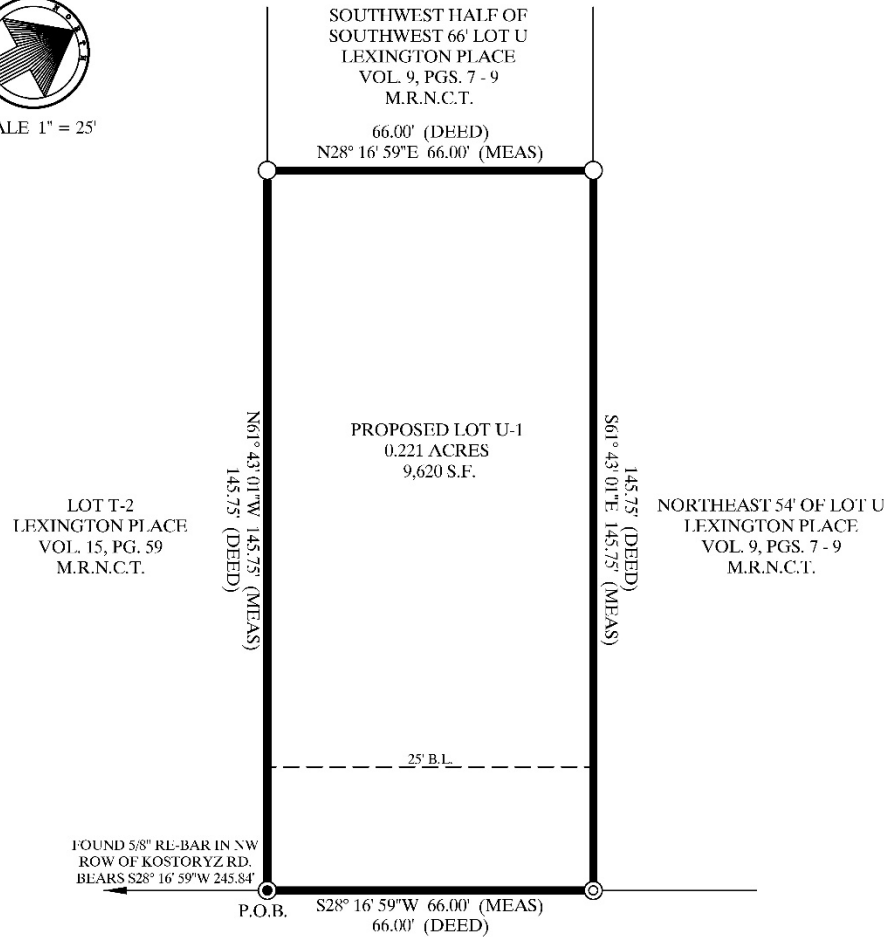 NORTH
SCALE 1" = 25'
SOUTHWEST HALF OF
SOUTHWEST 66' LOT U
LEXINGTON PLACE
VOL. 9, PGS. 7 - 9
M.R.N.C.T.
66.00' (DEED)
N28° 16' 59"E 66.00' (MEAS)
N61° 43' 01"W 145.75' (MEAS)
145.75' (DEED)
PROPOSED LOT U-1
0.221 ACRES
9,620 S.F.
145.75' (DEED)
S61° 43' 01"E 145.75' (MEAS)
LOT T-2
LEXINGTON PLACE
VOL. 15, PG. 59
M.R.N.C.T.
NORTHEAST 54' OF LOT U
LEXINGTON PLACE
VOL. 9, PGS. 7 - 9
M.R.N.C.T.
25' B.L.
FOUND 5/8" RE-BAR IN NW
ROW OF KOSTORYZ RD.
BEARS S28° 16' 59"W 245.84'
P.O.B.
S28° 16' 59"W 66.00' (MEAS)
66.00' (DEED)